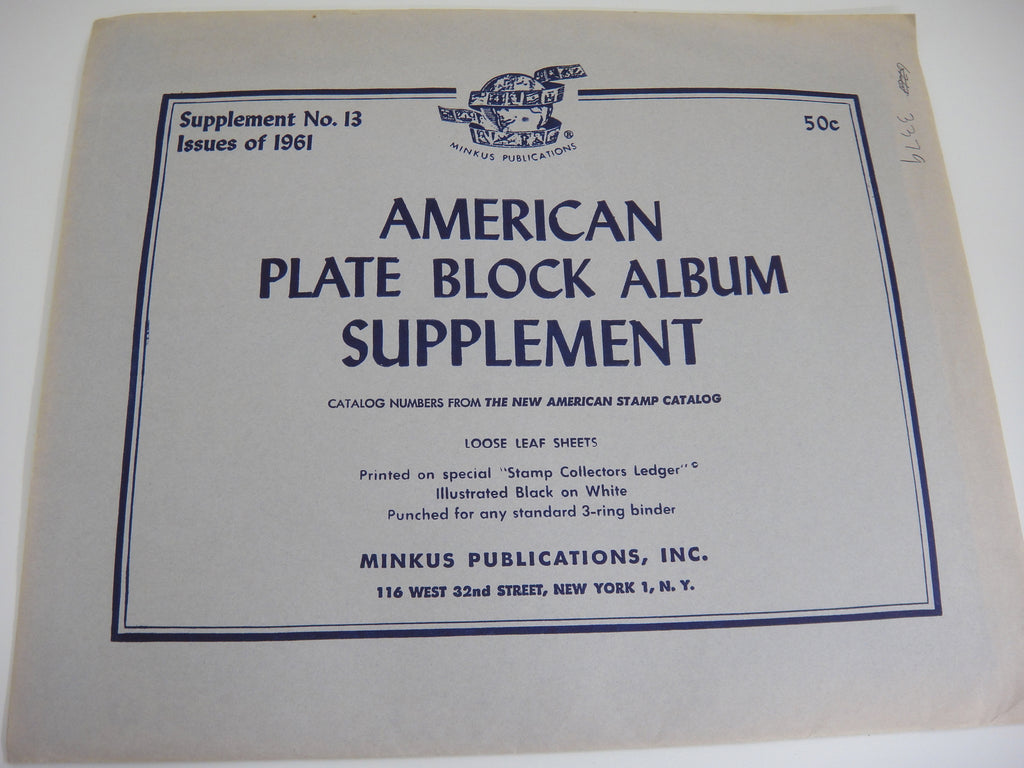 Supplement No. 13
Issues of 1961
50c
MINKUS PUBLICATIONS ®
AMERICAN
PLATE BLOCK ALBUM
SUPPLEMENT
CATALOG NUMBERS FROM THE NEW AMERICAN STAMP CATALOG
LOOSE LEAF SHEETS
Printed on special "Stamp Collectors Ledger" ©
Illustrated Black on White
Punched for any standard 3-ring binder
MINKUS PUBLICATIONS, INC.
116 WEST 32nd STREET, NEW YORK 1, N. Y.
3379